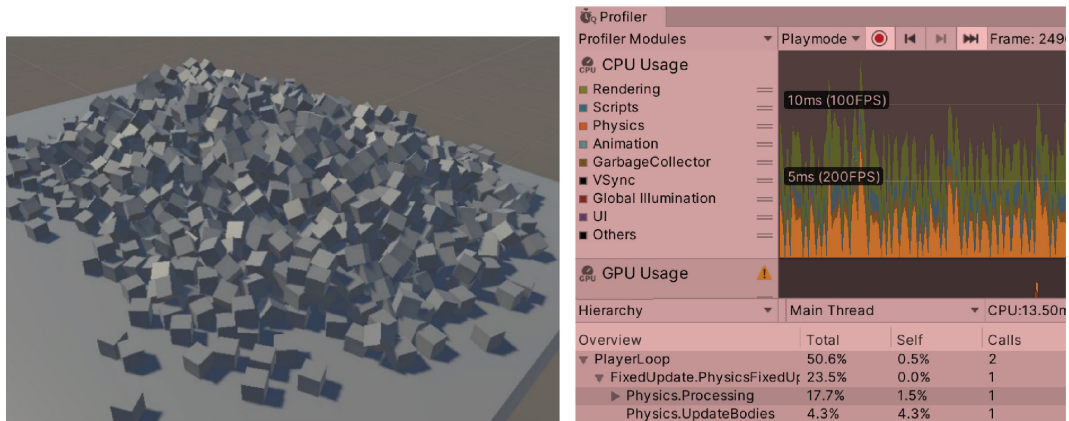 Profiler
Profiler Modules Playmode Frame: 249
CPU Usage
CPU
Rendering
Scripts
Physics
Animation
GarbageCollector
VSync
Global Illumination
UI
Others
10ms (100FPS)
5ms (200FPS)
GPU Usage
GPU
Hierarchy Main Thread CPU:13.50m
Overview Total Self Calls
PlayerLoop 50.6% 0.5% 2
FixedUpdate.PhysicsFixedUp 23.5% 0.0% 1
Physics.Processing 17.7% 1.5% 1
Physics.UpdateBodies 4.3% 4.3% 1